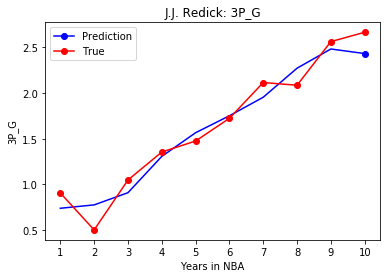 J.J. Redick: 3P_G
Prediction
True
3P_G
2.5
2.0
1.5
1.0
0.5
1 2 3 4 5 6 7 8 9 10
Years in NBA